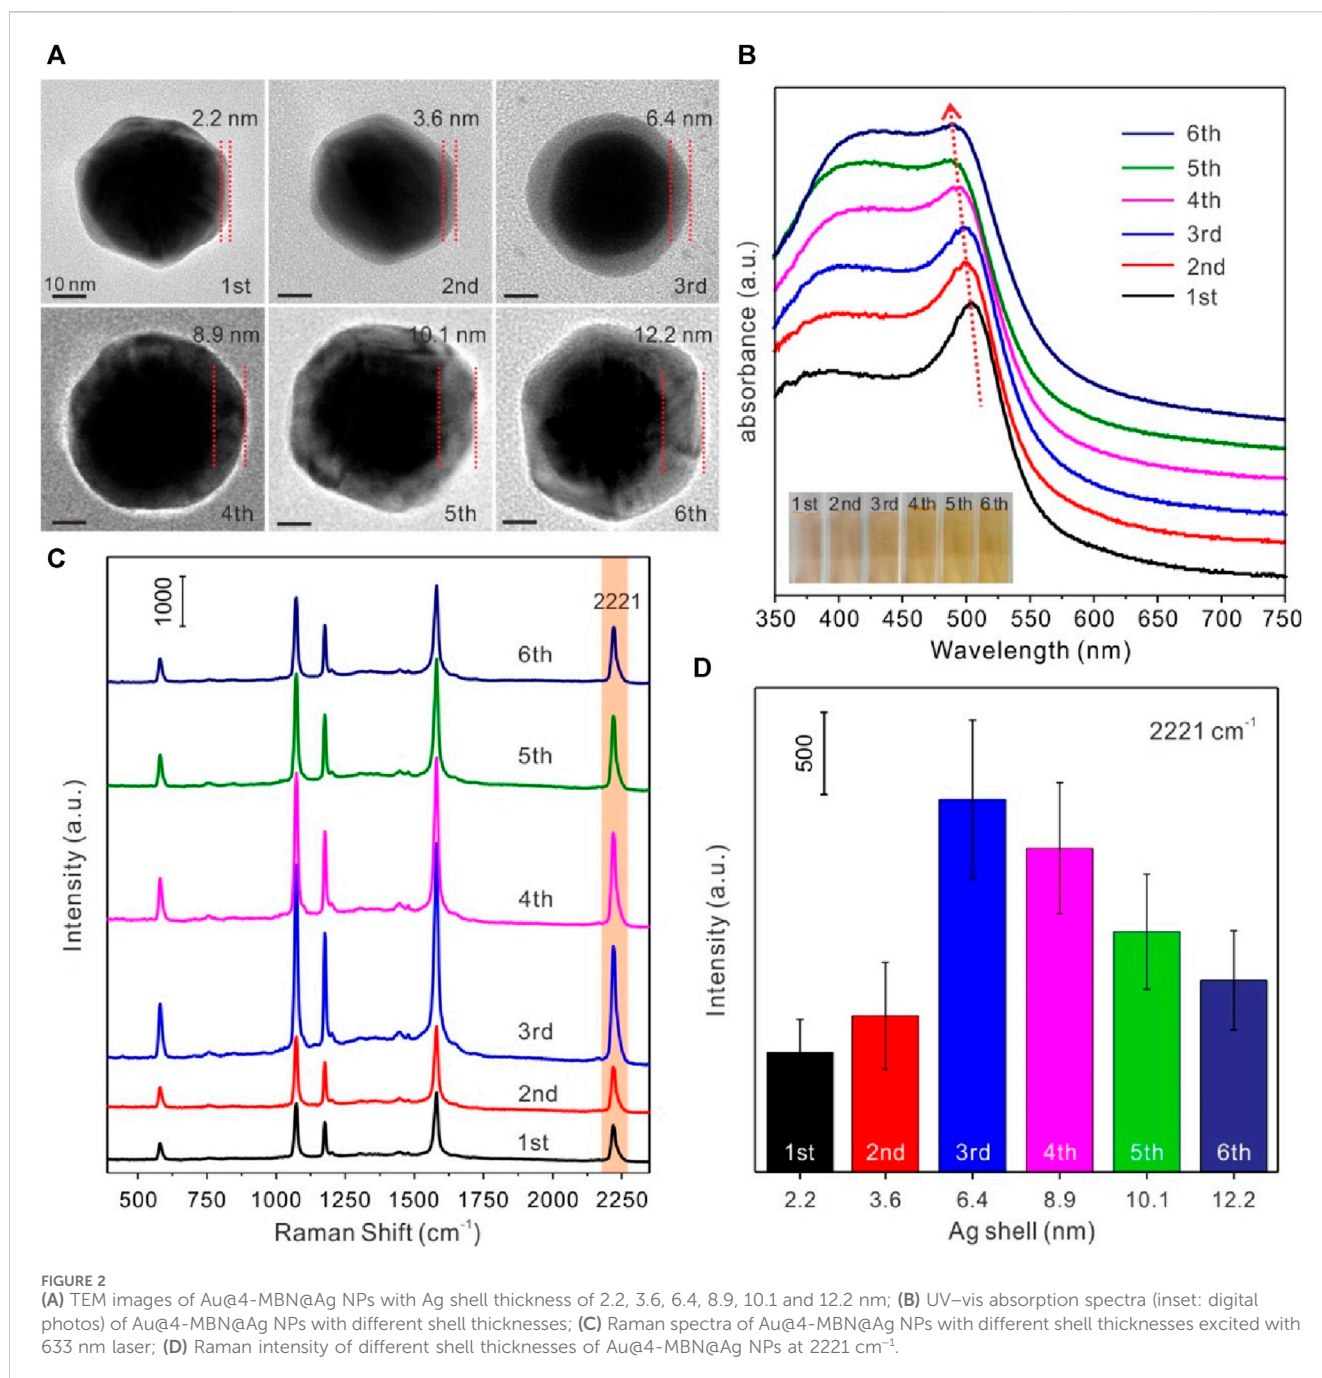 A
2.2 nm
3.6 nm
6.4 nm
10 nm
1st
2nd
3rd
8.9 nm
10.1 nm
12.2 nm
4th
5th
6th
B
absorbance (a.u.)
6th
5th
4th
3rd
2nd
1st
1st 2nd 3rd 4th 5th 6th
350 400 450 500 550 600 650 700 750
Wavelength (nm)
C
Intensity (a.u.)
1000
2221
6th
5th
4th
3rd
2nd
1st
500 750 1000 1250 1500 1750 2000 2250
Raman Shift (cm⁻¹)
D
Intensity (a.u.)
500
2221 cm⁻¹
1st 2nd 3rd 4th 5th 6th
2.2 3.6 6.4 8.9 10.1 12.2
Ag shell (nm)
FIGURE 2
(A) TEM images of Au@4-MBN@Ag NPs with Ag shell thickness of 2.2, 3.6, 6.4, 8.9, 10.1 and 12.2 nm; (B) UV–vis absorption spectra (inset: digital
photos) of Au@4-MBN@Ag NPs with different shell thicknesses; (C) Raman spectra of Au@4-MBN@Ag NPs with different shell thicknesses excited with
633 nm laser; (D) Raman intensity of different shell thicknesses of Au@4-MBN@Ag NPs at 2221 cm⁻¹.